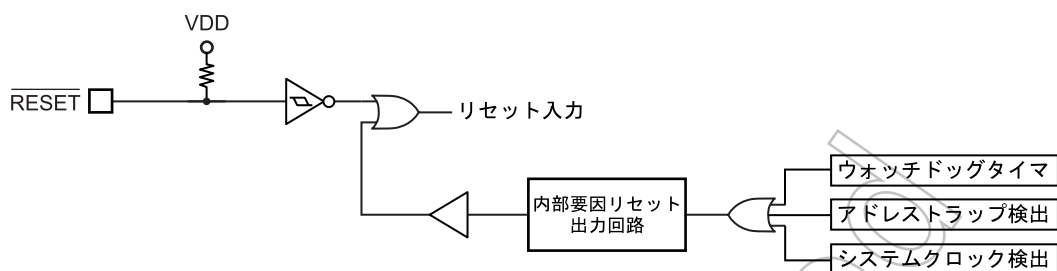 VDD
RESET
リセット入力
ウォッチドッグタイマ
内部要因リセット
出力回路
アドレストラップ検出
システムクロック検出